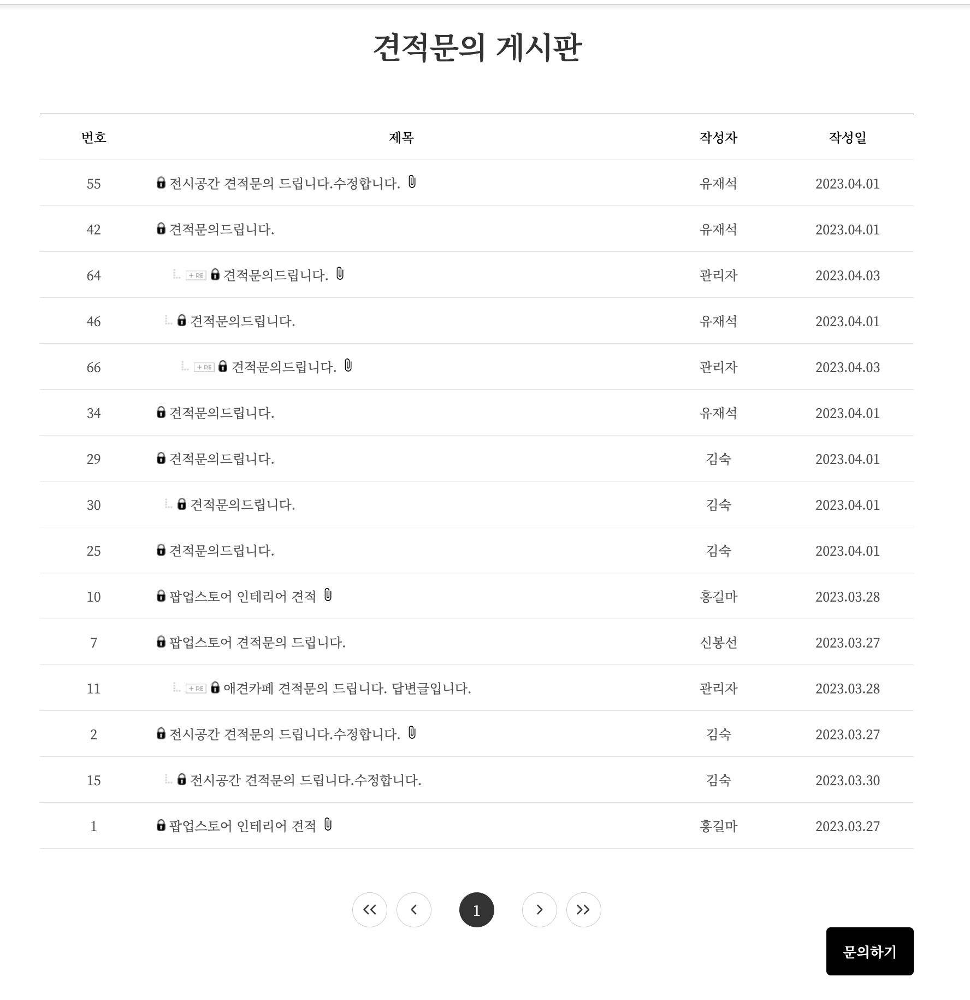 견적문의 게시판
번호 제목 작성자 작성일
55 전시공간 견적문의 드립니다.수정합니다. 유재석 2023.04.01
42 견적문의드립니다. 유재석 2023.04.01
64 +RE 견적문의드립니다. 관리자 2023.04.03
46 견적문의드립니다. 유재석 2023.04.01
66 +RE 견적문의드립니다. 관리자 2023.04.03
34 견적문의드립니다. 유재석 2023.04.01
29 견적문의드립니다. 김숙 2023.04.01
30 견적문의드립니다. 김숙 2023.04.01
25 견적문의드립니다. 김숙 2023.04.01
10 팝업스토어 인테리어 견적 홍길마 2023.03.28
7 팝업스토어 견적문의 드립니다. 신봉선 2023.03.27
11 +RE 애견카페 견적문의 드립니다. 답변글입니다. 관리자 2023.03.28
2 전시공간 견적문의 드립니다.수정합니다. 김숙 2023.03.27
15 전시공간 견적문의 드립니다.수정합니다. 김숙 2023.03.30
1 팝업스토어 인테리어 견적 홍길마 2023.03.27
1
문의하기